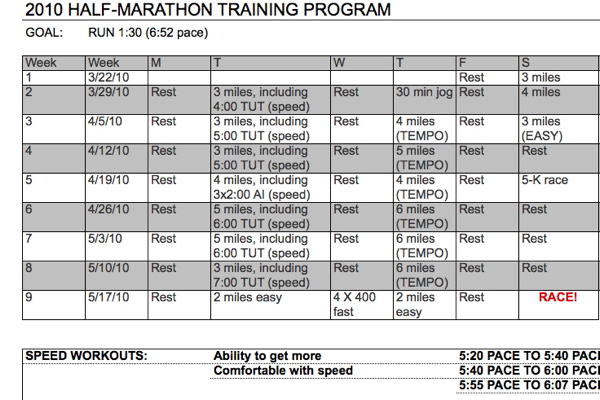 2010 HALF-MARATHON TRAINING PROGRAM
GOAL: RUN 1:30 (6:52 pace)
Week Week M T W T F S
1 3/22/10 Rest 3 miles
2 3/29/10 Rest 3 miles, including Rest 30 min jog Rest 4 miles
4:00 TUT (speed)
3 4/5/10 Rest 3 miles, including Rest 4 miles Rest 3 miles
5:00 TUT (speed) (TEMPO) (EASY)
4 4/12/10 Rest 3 miles, including Rest 5 miles Rest Rest
5:00 TUT (speed) (TEMPO)
5 4/19/10 Rest 4 miles, including Rest 4 miles Rest 5-K race
3x2:00 AI (speed) (TEMPO)
6 4/26/10 Rest 5 miles, including Rest 6 miles Rest Rest
6:00 TUT (speed) (TEMPO)
7 5/3/10 Rest 5 miles, including Rest 6 miles Rest Rest
6:00 TUT (speed) (TEMPO)
8 5/10/10 Rest 3 miles, including Rest 6 miles Rest Rest
7:00 TUT (speed) (TEMPO)
9 5/17/10 Rest 2 miles easy 4 X 400 2 miles Rest RACE!
fast easy
SPEED WORKOUTS: Ability to get more 5:20 PACE TO 5:40 PAC
Comfortable with speed 5:40 PACE TO 6:00 PAC
5:55 PACE TO 6:07 PAC